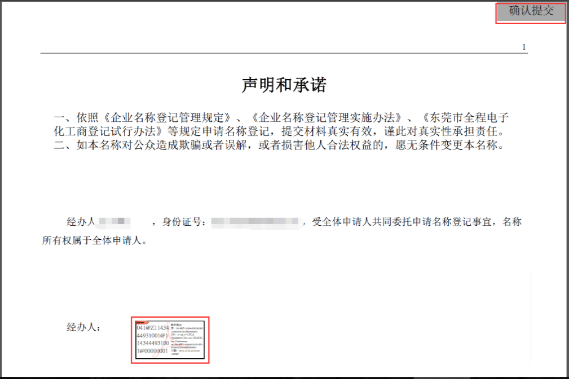 确认提交
1
声明和承诺
一、依照《企业名称登记管理规定》、《企业名称登记管理实施办法》、《东莞市全程电子
化工商登记试行办法》等规定申请名称登记，提交材料真实有效，谨此对真实性承担责任。
二、如本名称对公众造成欺骗或者误解，或者损害他人合法权益的，愿无条件变更本名称。
经办人 ，身份证号： ，受全体申请人共同委托申请名称登记事宜，名称
所有权属于全体申请人。
经办人：